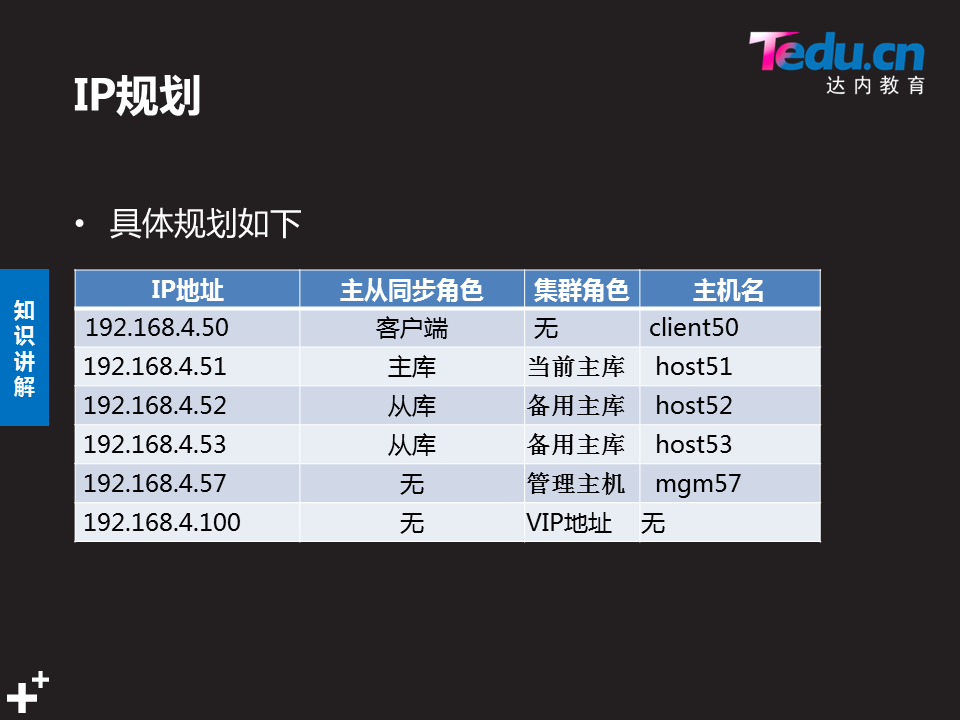 Tedu.cn
达内教育
IP规划
• 具体规划如下
知识讲解
IP地址 主从同步角色 集群角色 主机名
192.168.4.50 客户端 无 client50
192.168.4.51 主库 当前主库 host51
192.168.4.52 从库 备用主库 host52
192.168.4.53 从库 备用主库 host53
192.168.4.57 无 管理主机 mgm57
192.168.4.100 无 VIP地址 无